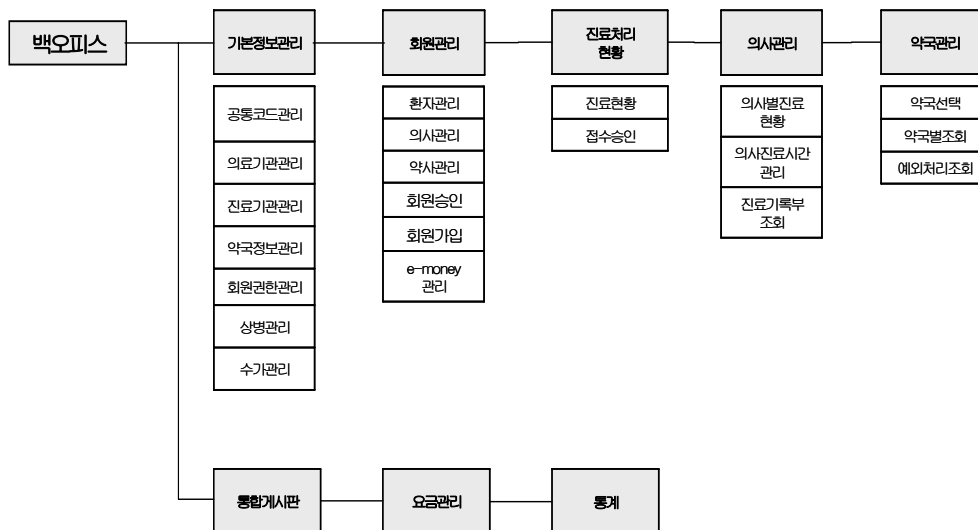 백오피스
기본정보관리
공통코드관리
의료기관관리
진료기관관리
약국정보관리
회원권한관리
상병관리
수가관리
회원관리
환자관리
의사관리
약사관리
회원승인
회원가입
e-money
관리
진료처리
현황
진료현황
접수승인
의사관리
의사별진료
현황
의사진료시간
관리
진료기록부
조회
약국관리
약국선택
약국별조회
예외처리조회
통합게시판
요금관리
통계